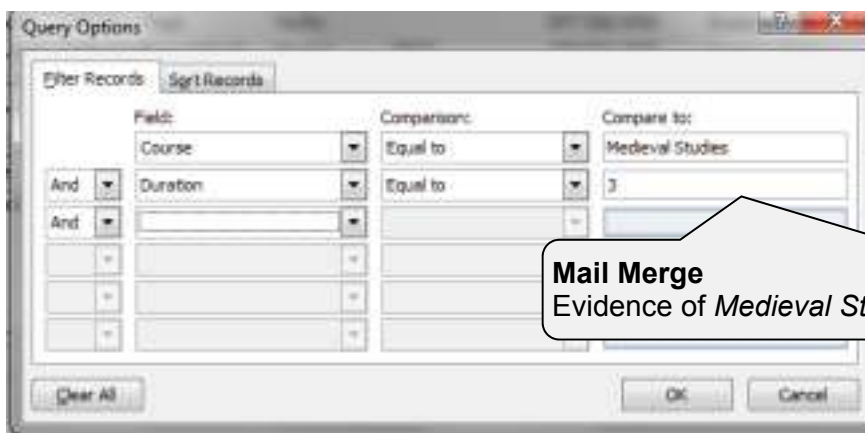 Query Options
Filter Records Sort Records
Field: Comparison: Compare to:
Course Equal to Medieval Studies
And Duration Equal to 3
And
Mail Merge
Evidence of Medieval St
Clear All OK Cancel